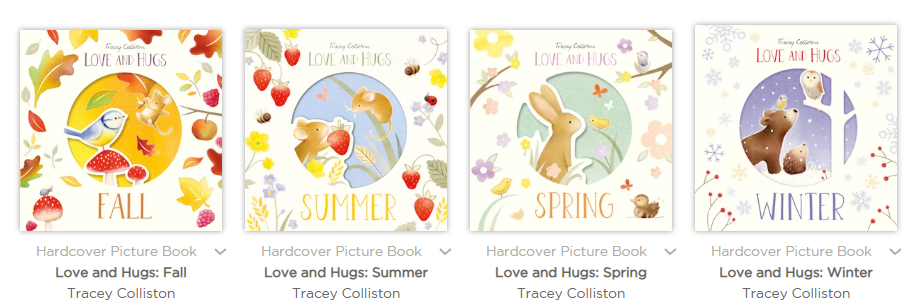 Tracey Colliston
LOVE AND HUGS
FALL
Tracey Colliston
LOVE AND HUGS
SUMMER
Tracey Colliston
LOVE AND HUGS
SPRING
Tracey Colliston
LOVE AND HUGS
WINTER
Hardcover Picture Book
Love and Hugs: Fall
Tracey Colliston
Hardcover Picture Book
Love and Hugs: Summer
Tracey Colliston
Hardcover Picture Book
Love and Hugs: Spring
Tracey Colliston
Hardcover Picture Book
Love and Hugs: Winter
Tracey Colliston